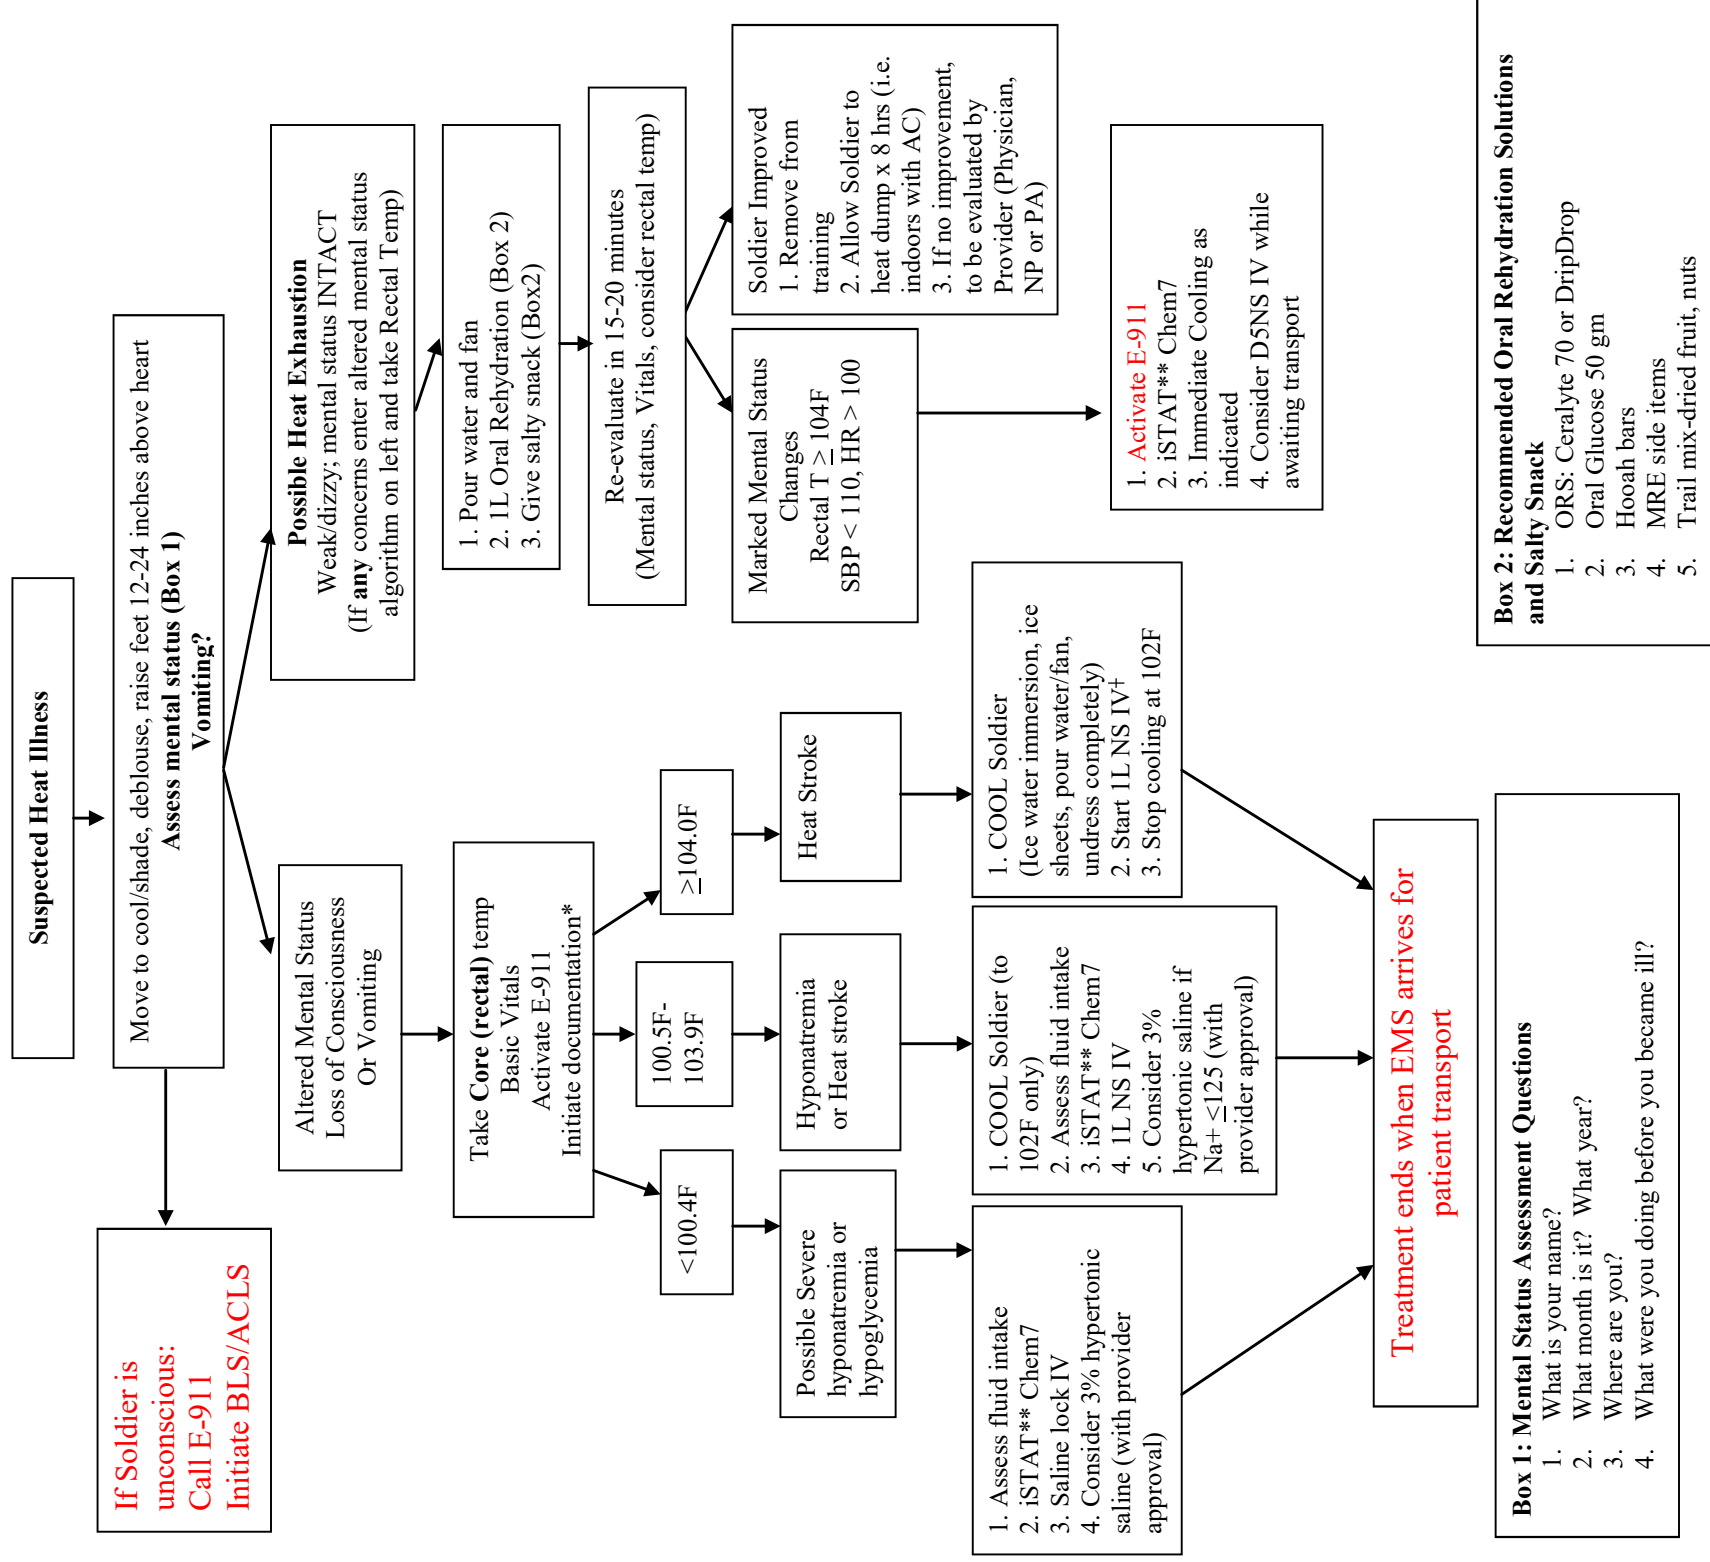 Suspected Heat Illness
Move to cool/shade, deblouse, raise feet 12-24 inches above heart
Assess mental status (Box 1)
Vomiting?
If Soldier is
unconscious:
Call E-911
Initiate BLS/ACLS
Altered Mental Status
Loss of Consciousness
Or Vomiting
Take Core (rectal) temp
Basic Vitals
Activate E-911
Initiate documentation*
<100.4F
100.5F-
103.9F
≥104.0F
Possible Severe
hyponatremia or
hypoglycemia
Hyponatremia
or Heat stroke
Heat Stroke
1. Assess fluid intake
2. iSTAT** Chem7
3. Saline lock IV
4. Consider 3% hypertonic
saline (with provider
approval)
1. COOL Soldier (to
102F only)
2. Assess fluid intake
3. iSTAT** Chem7
4. 1L NS IV
5. Consider 3%
hypertonic saline if
Na+ ≤125 (with
provider approval)
1. COOL Soldier
(Ice water immersion, ice
sheets, pour water/fan,
undress completely)
2. Start 1L NS IV†
3. Stop cooling at 102F
Treatment ends when EMS arrives for
patient transport
Possible Heat Exhaustion
Weak/dizzy; mental status INTACT
(If any concerns enter altered mental status
algorithm on left and take Rectal Temp)
1. Pour water and fan
2. 1L Oral Rehydration (Box 2)
3. Give salty snack (Box2)
Re-evaluate in 15-20 minutes
(Mental status, Vitals, consider rectal temp)
Marked Mental Status
Changes
Rectal T ≥ 104F
SBP < 110, HR > 100
Soldier Improved
1. Remove from
training
2. Allow Soldier to
heat dump x 8 hrs (i.e.
indoors with AC)
3. If no improvement,
to be evaluated by
Provider (Physician,
NP or PA)
1. Activate E-911
2. iSTAT** Chem7
3. Immediate Cooling as
indicated
4. Consider D5NS IV while
awaiting transport
Box 1: Mental Status Assessment Questions
1. What is your name?
2. What month is it? What year?
3. Where are you?
4. What were you doing before you became ill?
Box 2: Recommended Oral Rehydration Solutions
and Salty Snack
1. ORS: Ceralyte 70 or DripDrop
2. Oral Glucose 50 gm
3. Hooah bars
4. MRE side items
5. Trail mix-dried fruit, nuts